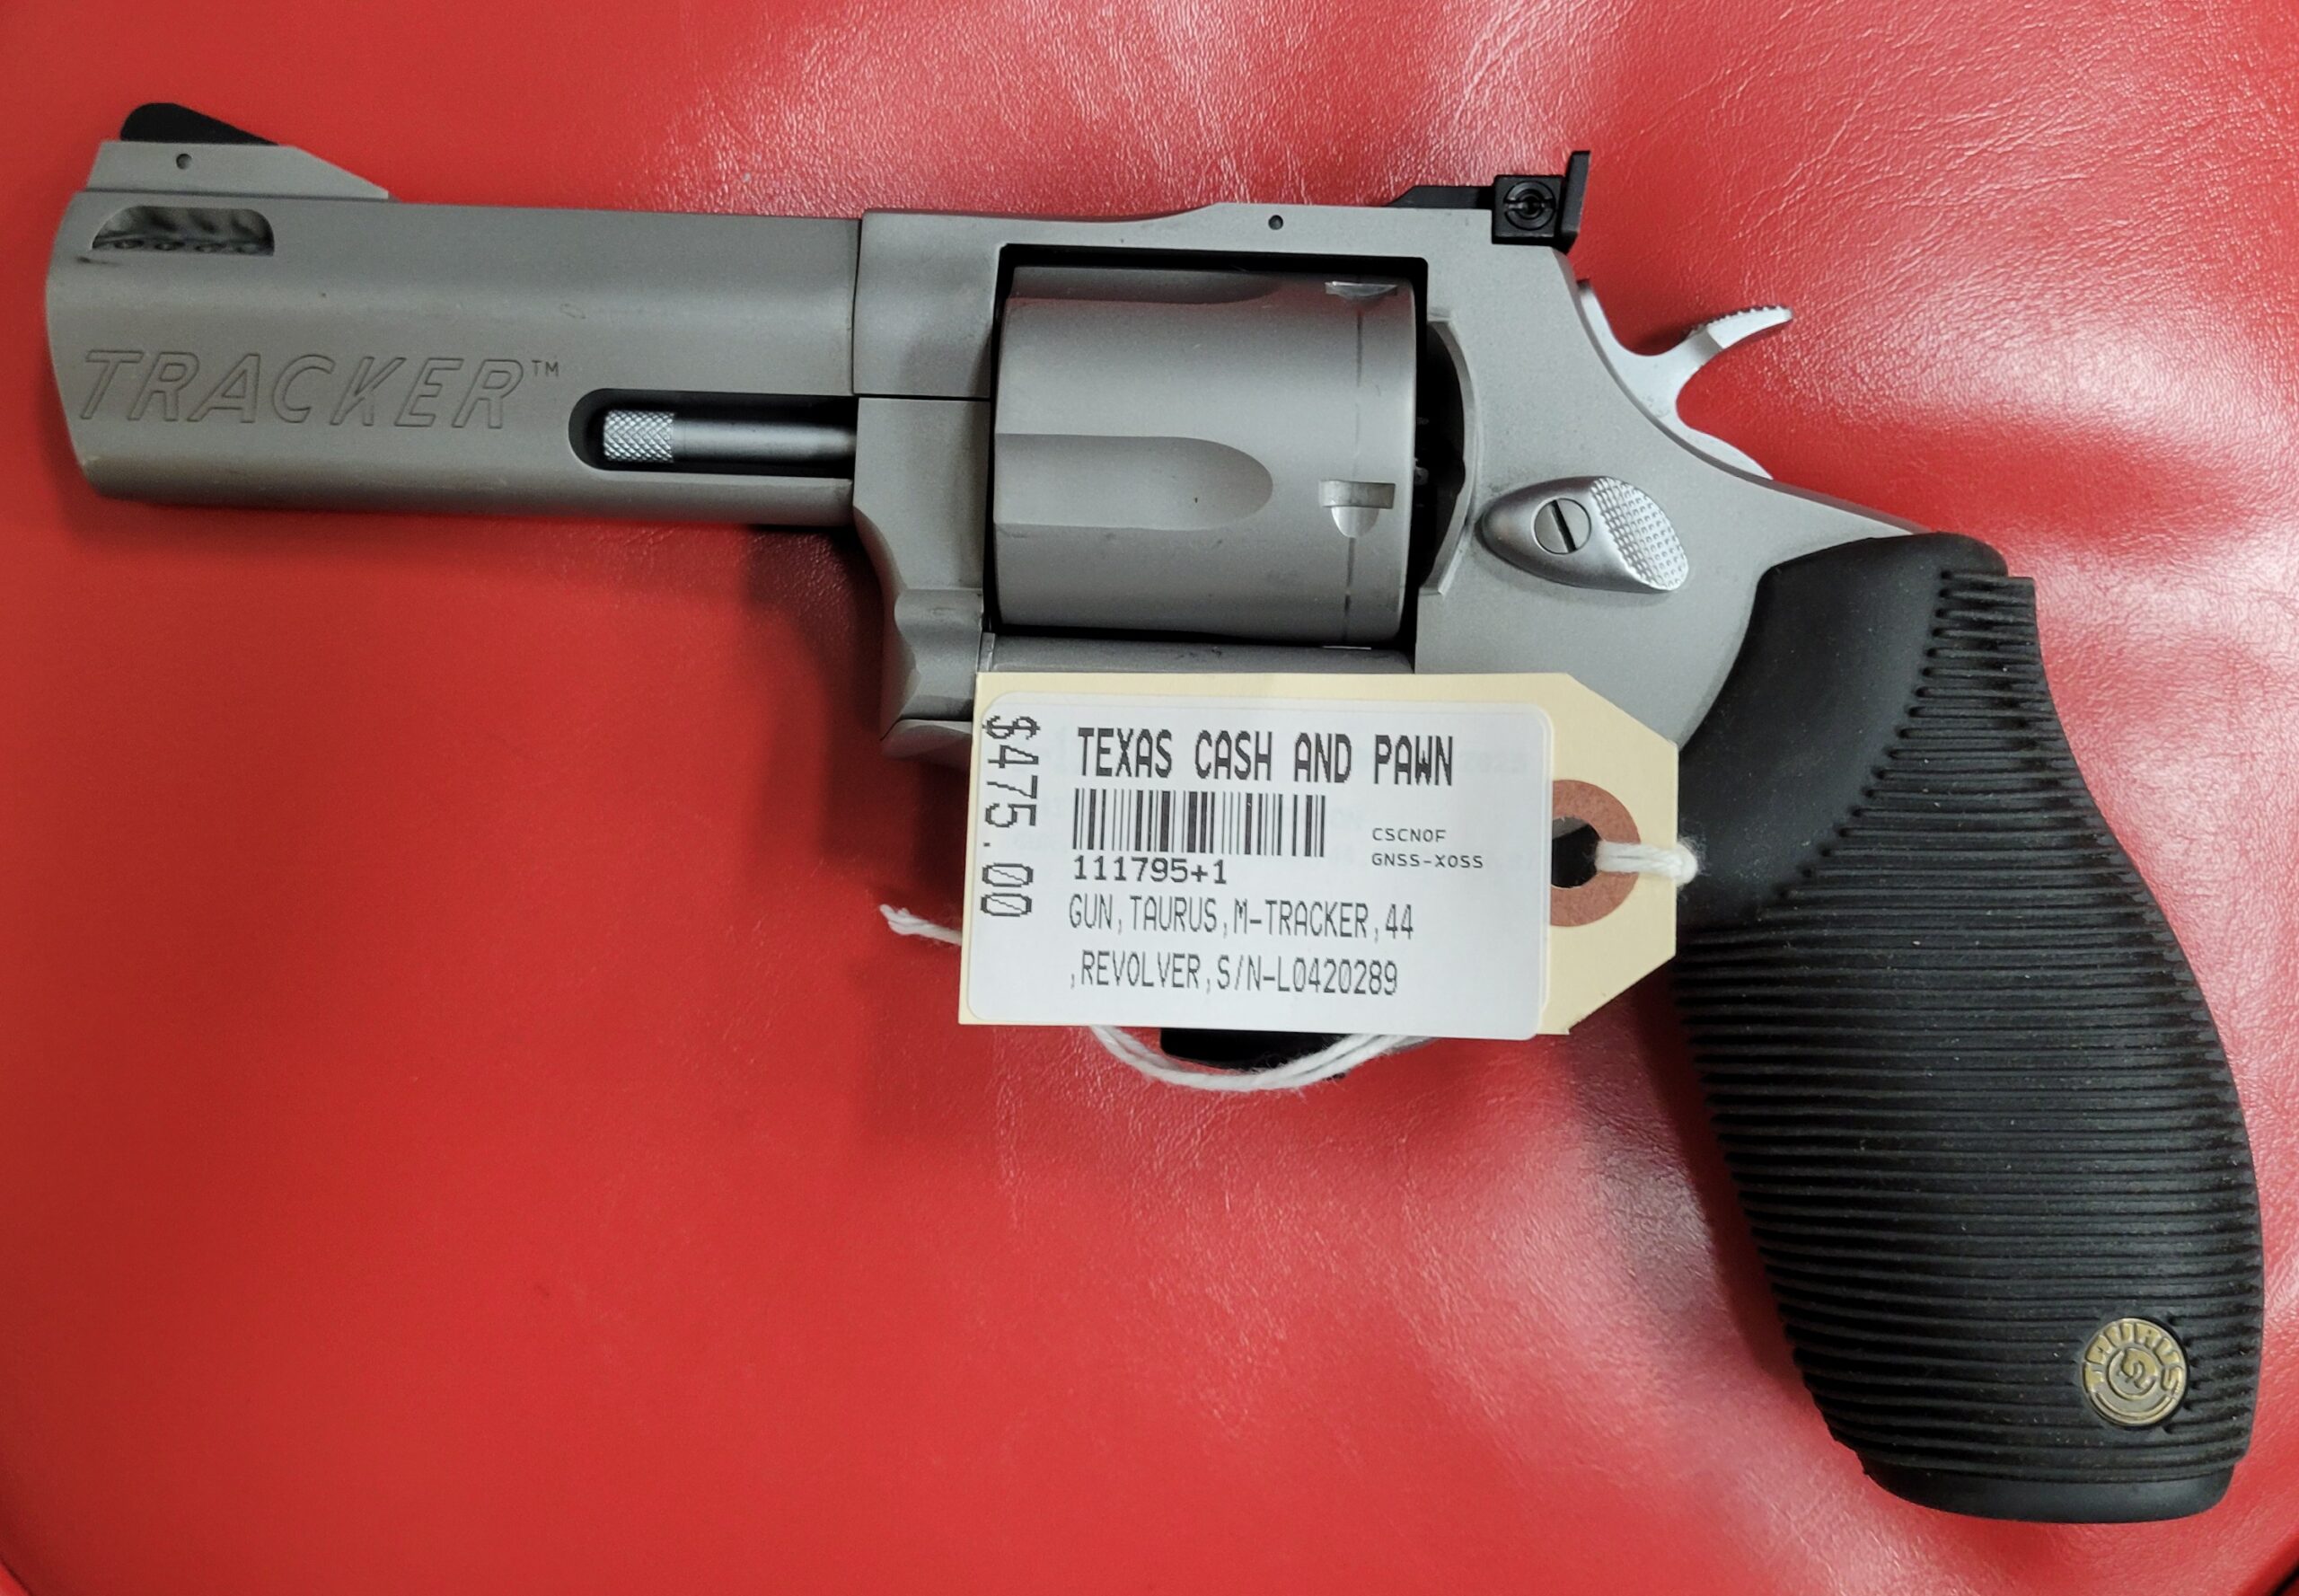 TRACKER™
$475.00
TEXAS CASH AND PAWN
CSCNOF
111795+1
GNSS-XOSS
GUN,TAURUS,M-TRACKER,44
,REVOLVER,S/N-L0420289
TAURUS